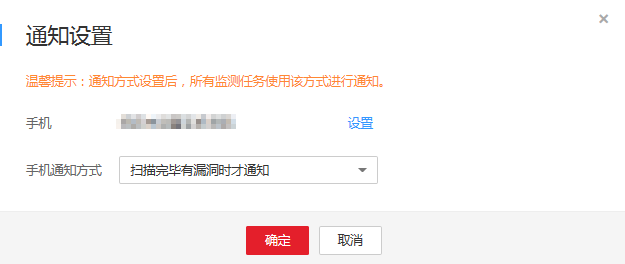 通知设置
温馨提示：通知方式设置后，所有监测任务使用该方式进行通知。
手机 设置
手机通知方式 扫描完毕有漏洞时才通知
确定 取消